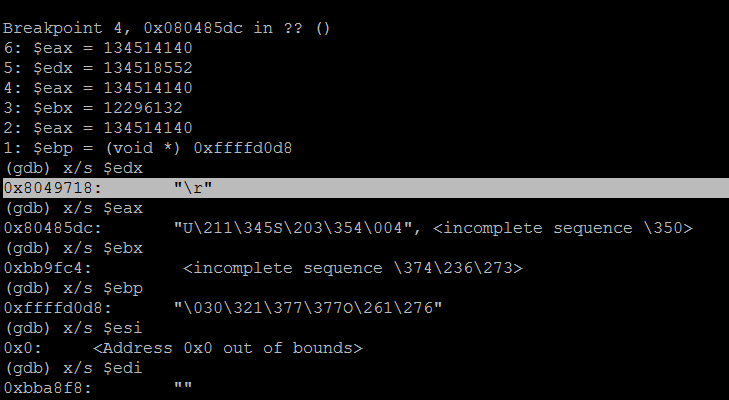 Breakpoint 4, 0x080485dc in ?? ()
6: $eax = 134514140
5: $edx = 134518552
4: $eax = 134514140
3: $ebx = 12296132
2: $eax = 134514140
1: $ebp = (void *) 0xffffd0d8
(gdb) x/s $edx
0x8049718:       "\r"
(gdb) x/s $eax
0x80485dc:       "U\211\345S\203\354\004", <incomplete sequence \350>
(gdb) x/s $ebx
0xbb9fc4:        <incomplete sequence \374\236\273>
(gdb) x/s $ebp
0xffffd0d8:      "\030\321\377\377O\261\276"
(gdb) x/s $esi
0x0:     <Address 0x0 out of bounds>
(gdb) x/s $edi
0xbba8f8:        ""